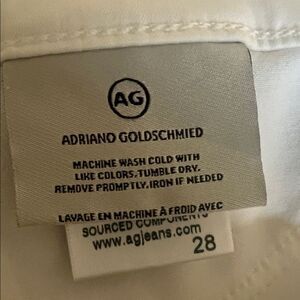 AG
ADRIANO GOLDSCHMIED
MACHINE WASH COLD WITH
LIKE COLORS. TUMBLE DRY.
REMOVE PROMPTLY. IRON IF NEEDED
LAVAGE EN MACHINE À FROID AVEC
SOURCED COMPONENTS
www.agjeans.com
28